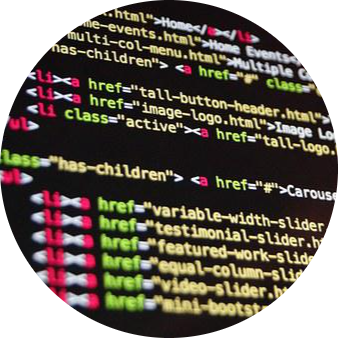 .html">Home</a></li>
me-events.html">Home Events<
multi-col-menu.html">Multiple
has-children"> <a href="#" class=
<li><a href="tall-button-header.html">
<li><a href="image-logo.html">Image Lo
<li class="active"><a href="tall-logo.
ul>
class="has-children"> <a href="#">Carous
ul>
<li><a href="variable-width-slider
<li><a href="testimonial-slider.h
<li><a href="featured-work-slid
<li><a href="equal-column-slid
<li><a href="video-slider.h
<li><a href="mini-bootst